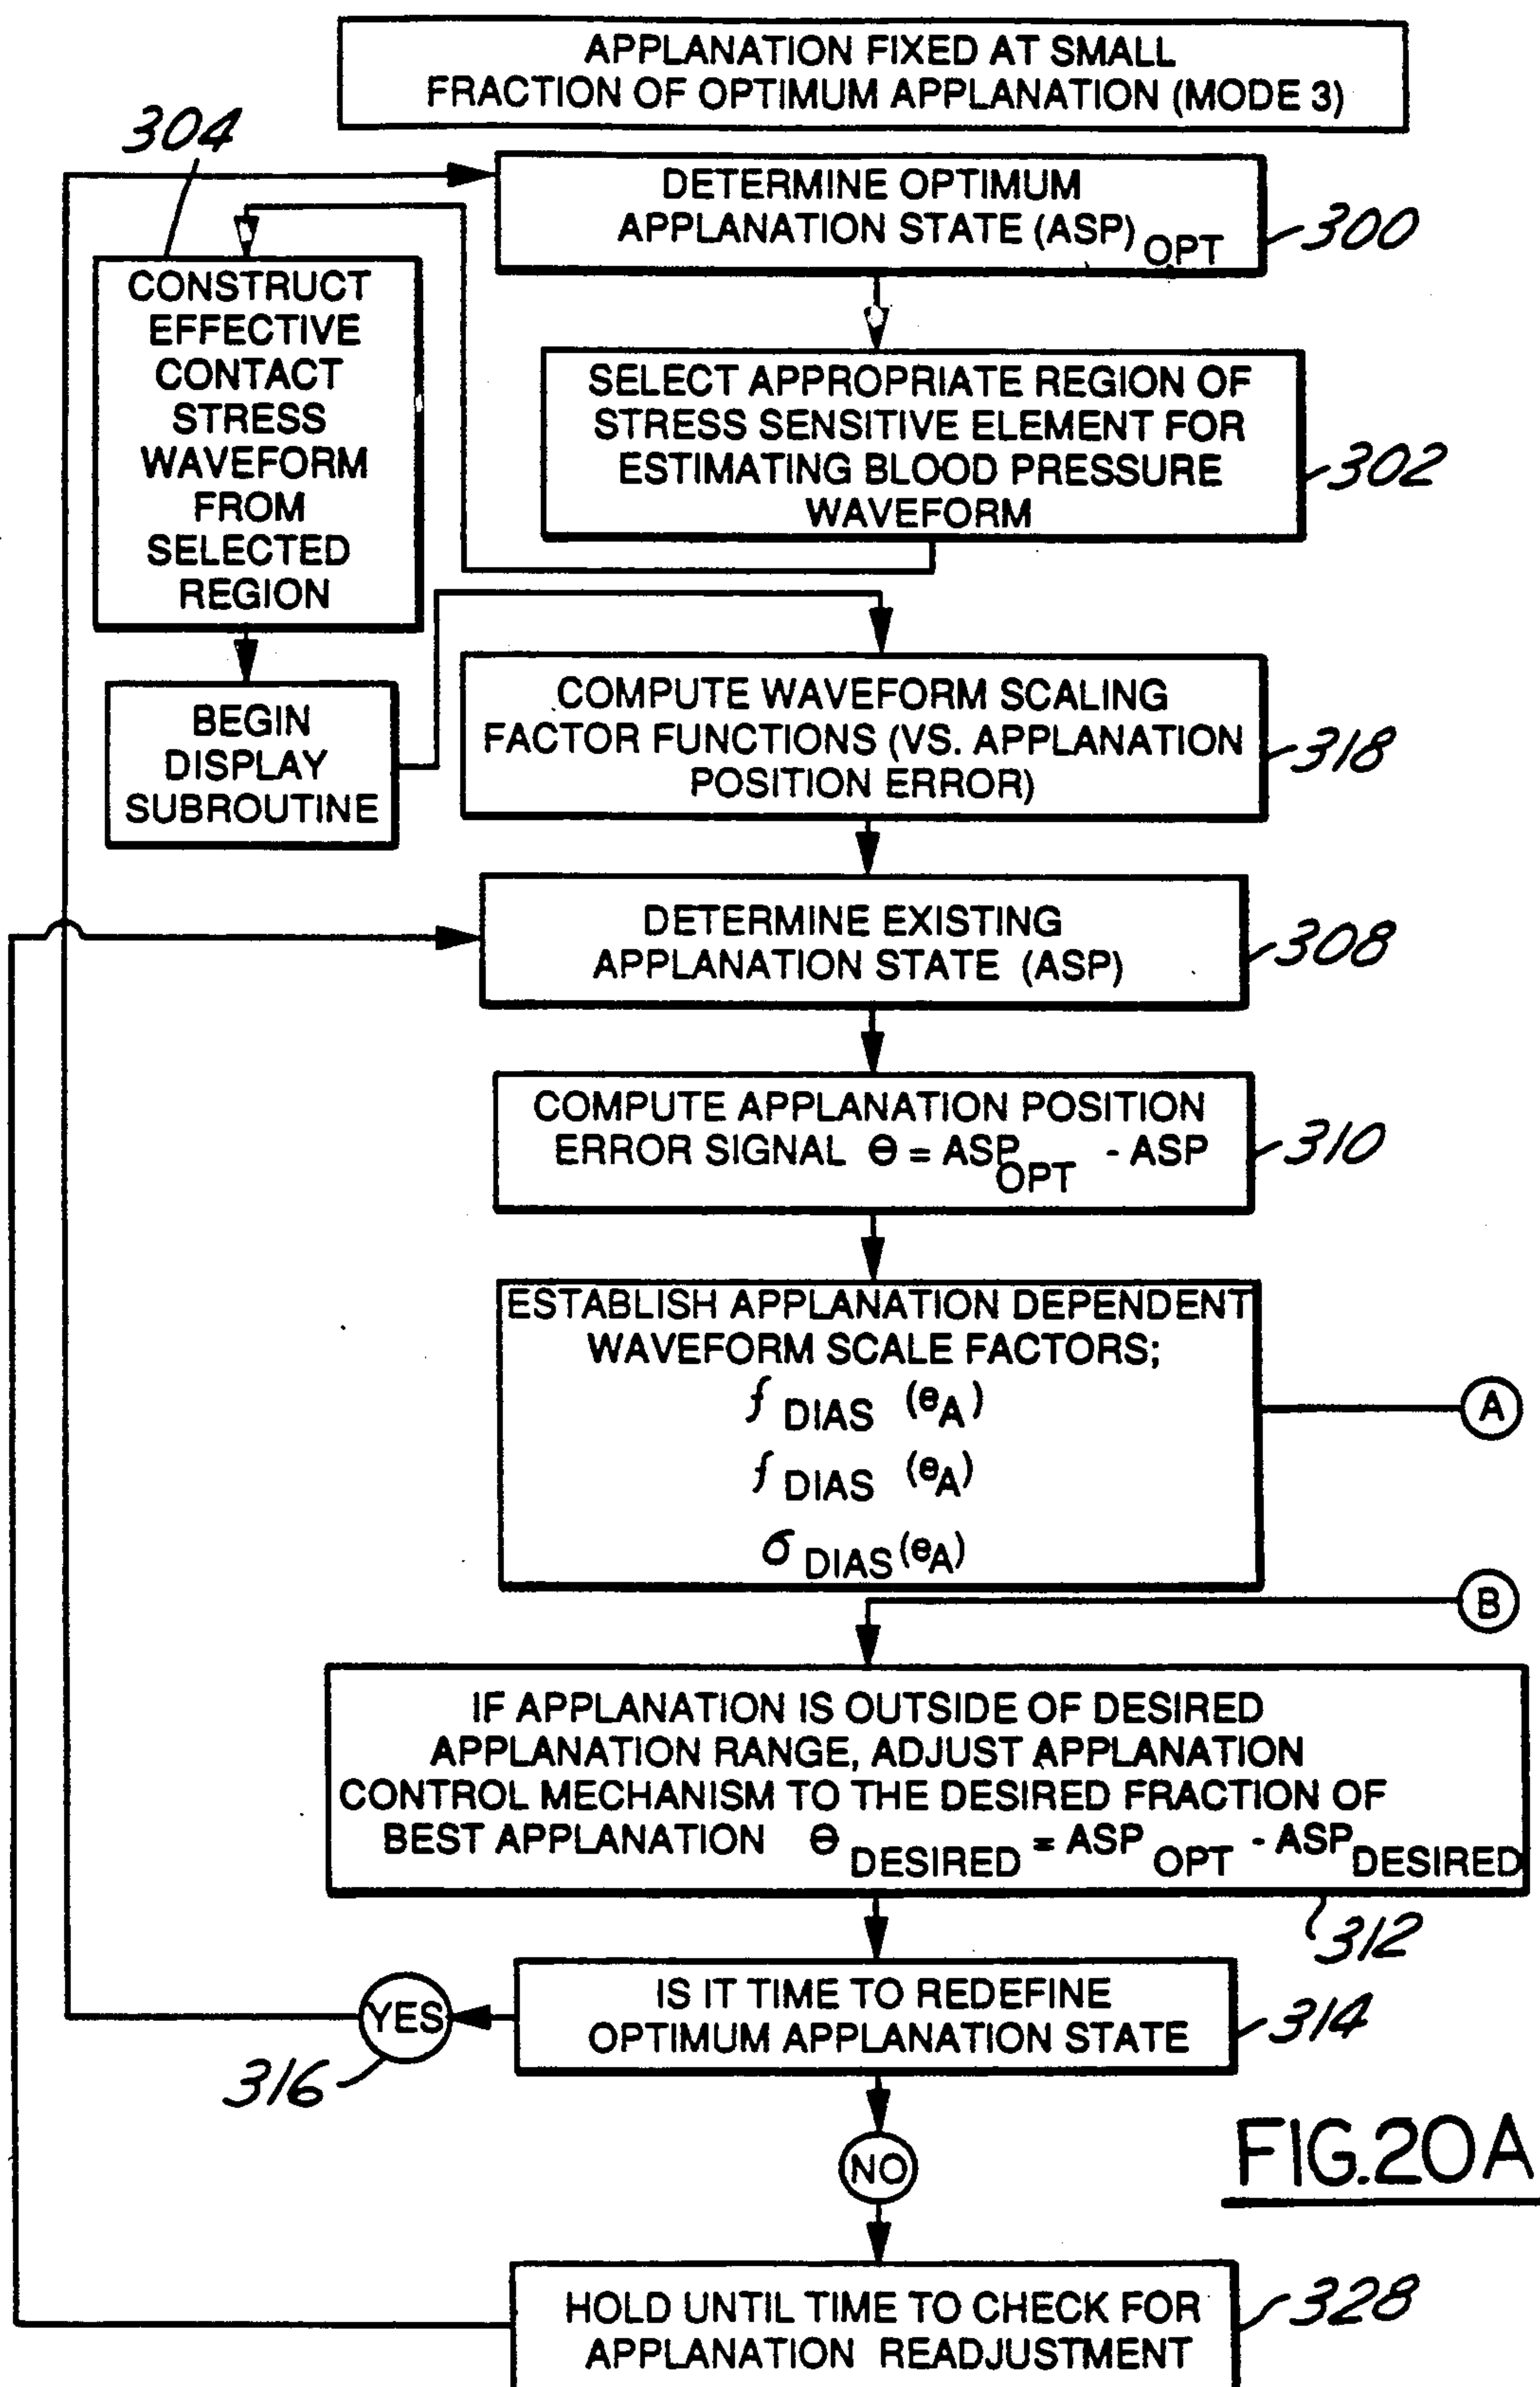 APPLANATION FIXED AT SMALL
FRACTION OF OPTIMUM APPLANATION (MODE 3)
304
DETERMINE OPTIMUM
APPLANATION STATE (ASP) OPT
300
CONSTRUCT
EFFECTIVE
CONTACT
STRESS
WAVEFORM
FROM
SELECTED
REGION
SELECT APPROPRIATE REGION OF
STRESS SENSITIVE ELEMENT FOR
ESTIMATING BLOOD PRESSURE
WAVEFORM
302
BEGIN
DISPLAY
SUBROUTINE
COMPUTE WAVEFORM SCALING
FACTOR FUNCTIONS (VS. APPLANATION
POSITION ERROR)
318
DETERMINE EXISTING
APPLANATION STATE (ASP)
308
COMPUTE APPLANATION POSITION
ERROR SIGNAL Ɵ = ASP OPT - ASP
310
ESTABLISH APPLANATION DEPENDENT
WAVEFORM SCALE FACTORS;
ƒ DIAS (ɵA)
ƒ DIAS (ɵA)
σ DIAS (ɵA)
A
B
IF APPLANATION IS OUTSIDE OF DESIRED
APPLANATION RANGE, ADJUST APPLANATION
CONTROL MECHANISM TO THE DESIRED FRACTION OF
BEST APPLANATION Ɵ DESIRED = ASP OPT - ASP DESIRED
312
IS IT TIME TO REDEFINE
OPTIMUM APPLANATION STATE
314
YES
316
NO
FIG.20A
HOLD UNTIL TIME TO CHECK FOR
APPLANATION READJUSTMENT
328